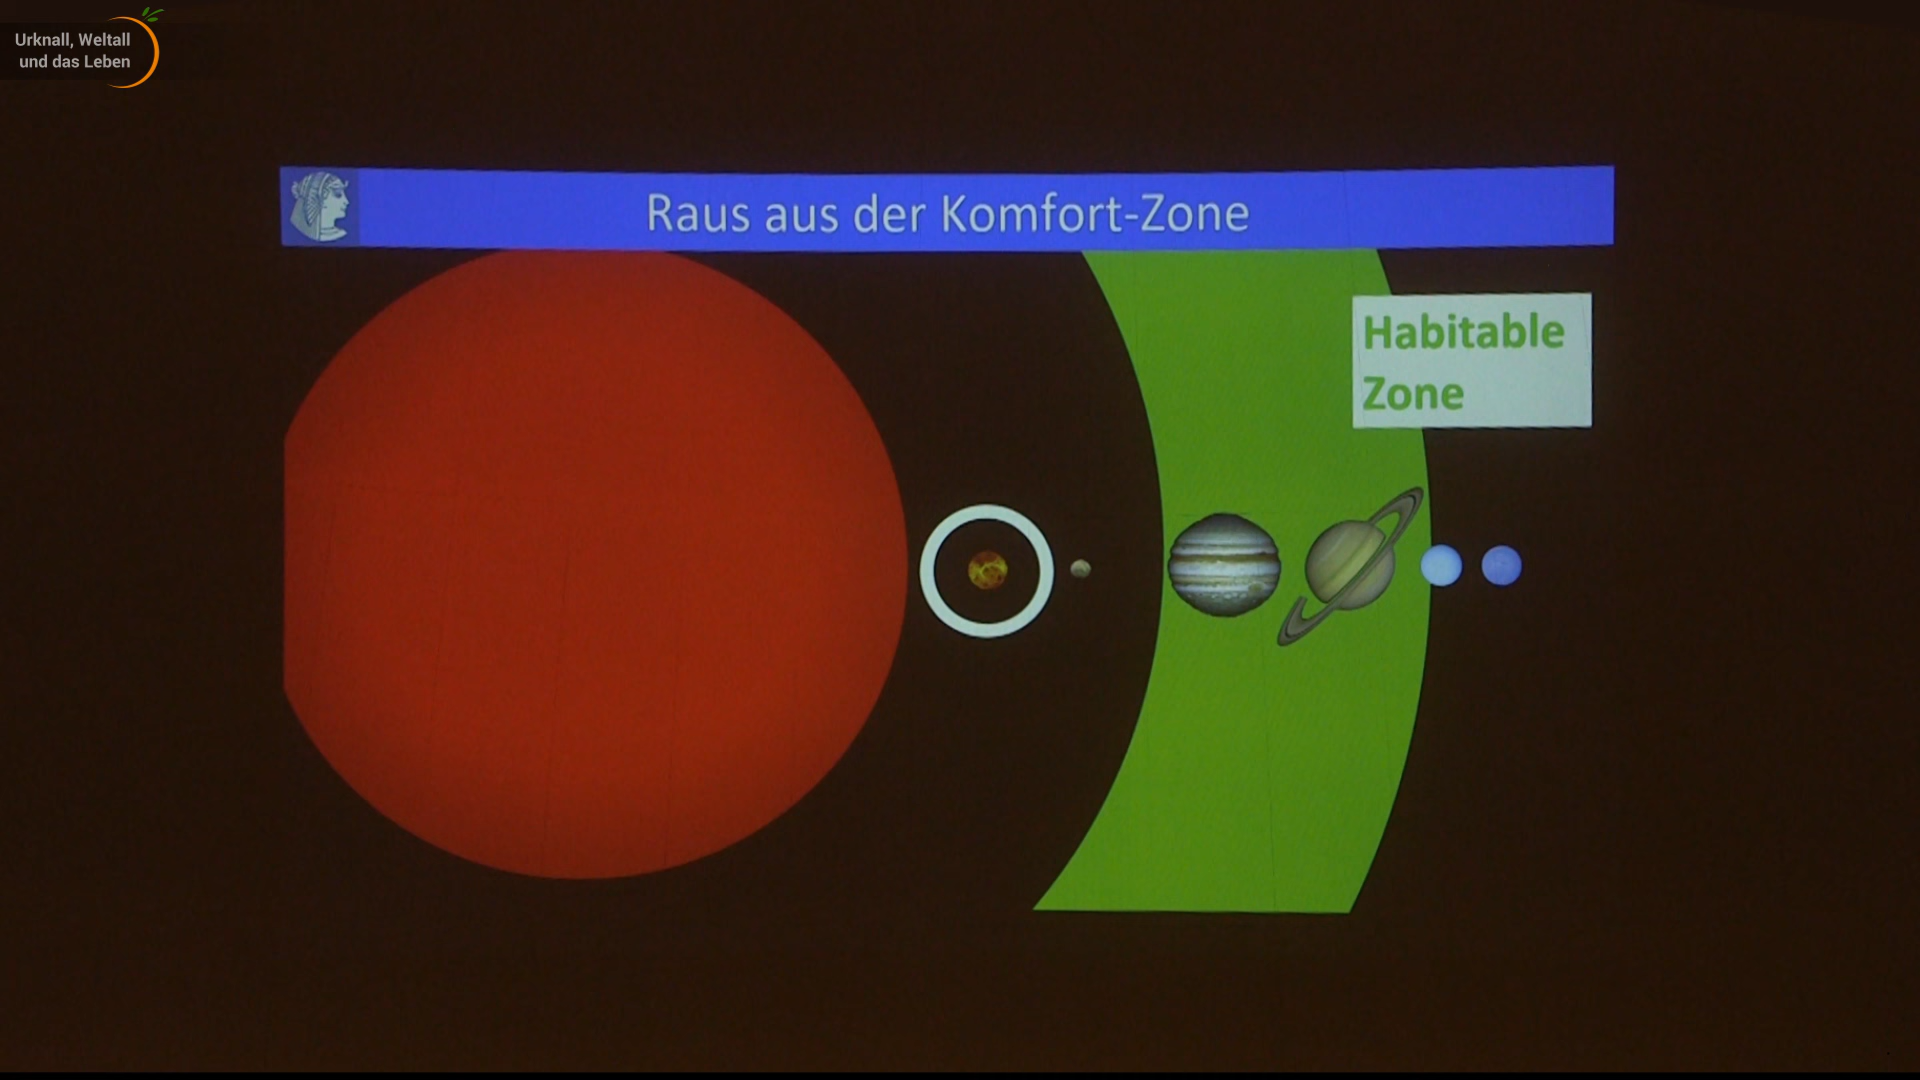 Urknall, Weltall
und das Leben
Raus aus der Komfort-Zone
Habitable
Zone